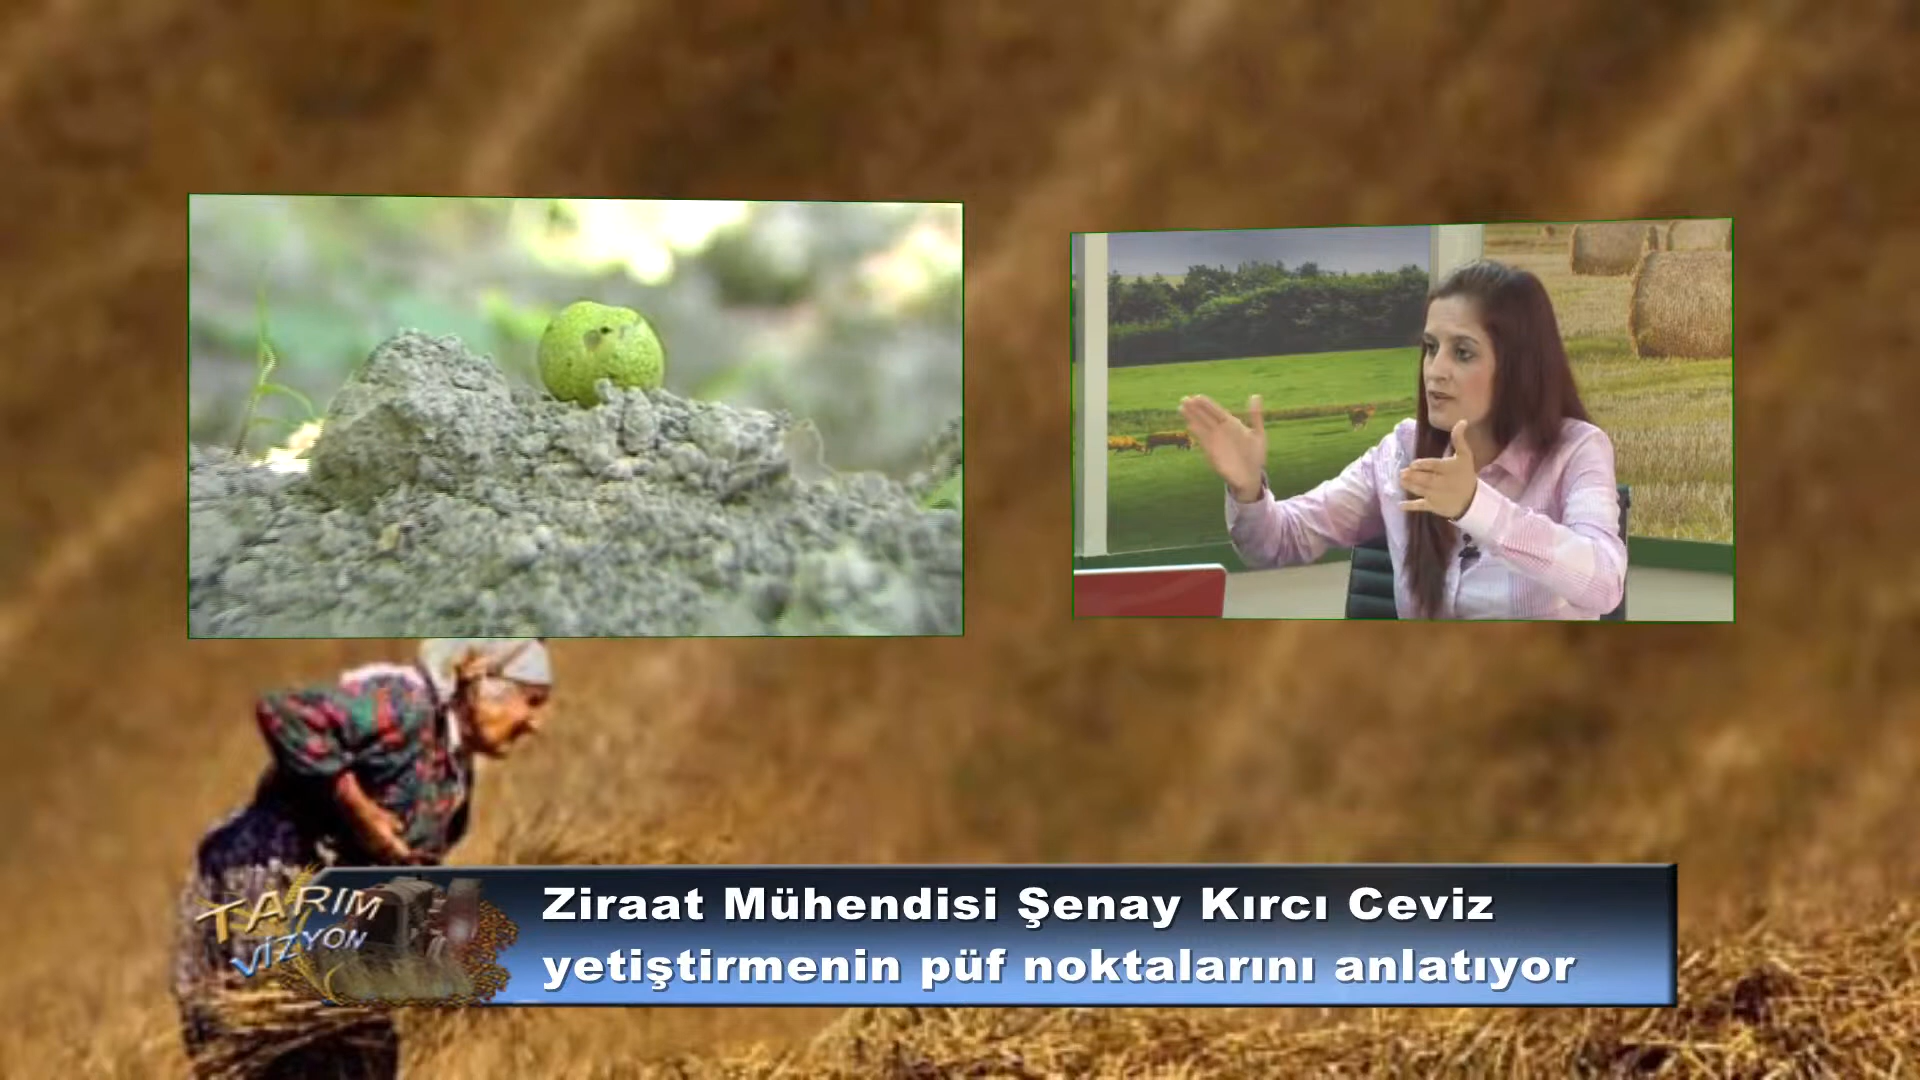 TARIM
VİZYON
Ziraat Mühendisi Şenay Kırcı Ceviz
yetiştirmenin püf noktalarını anlatıyor